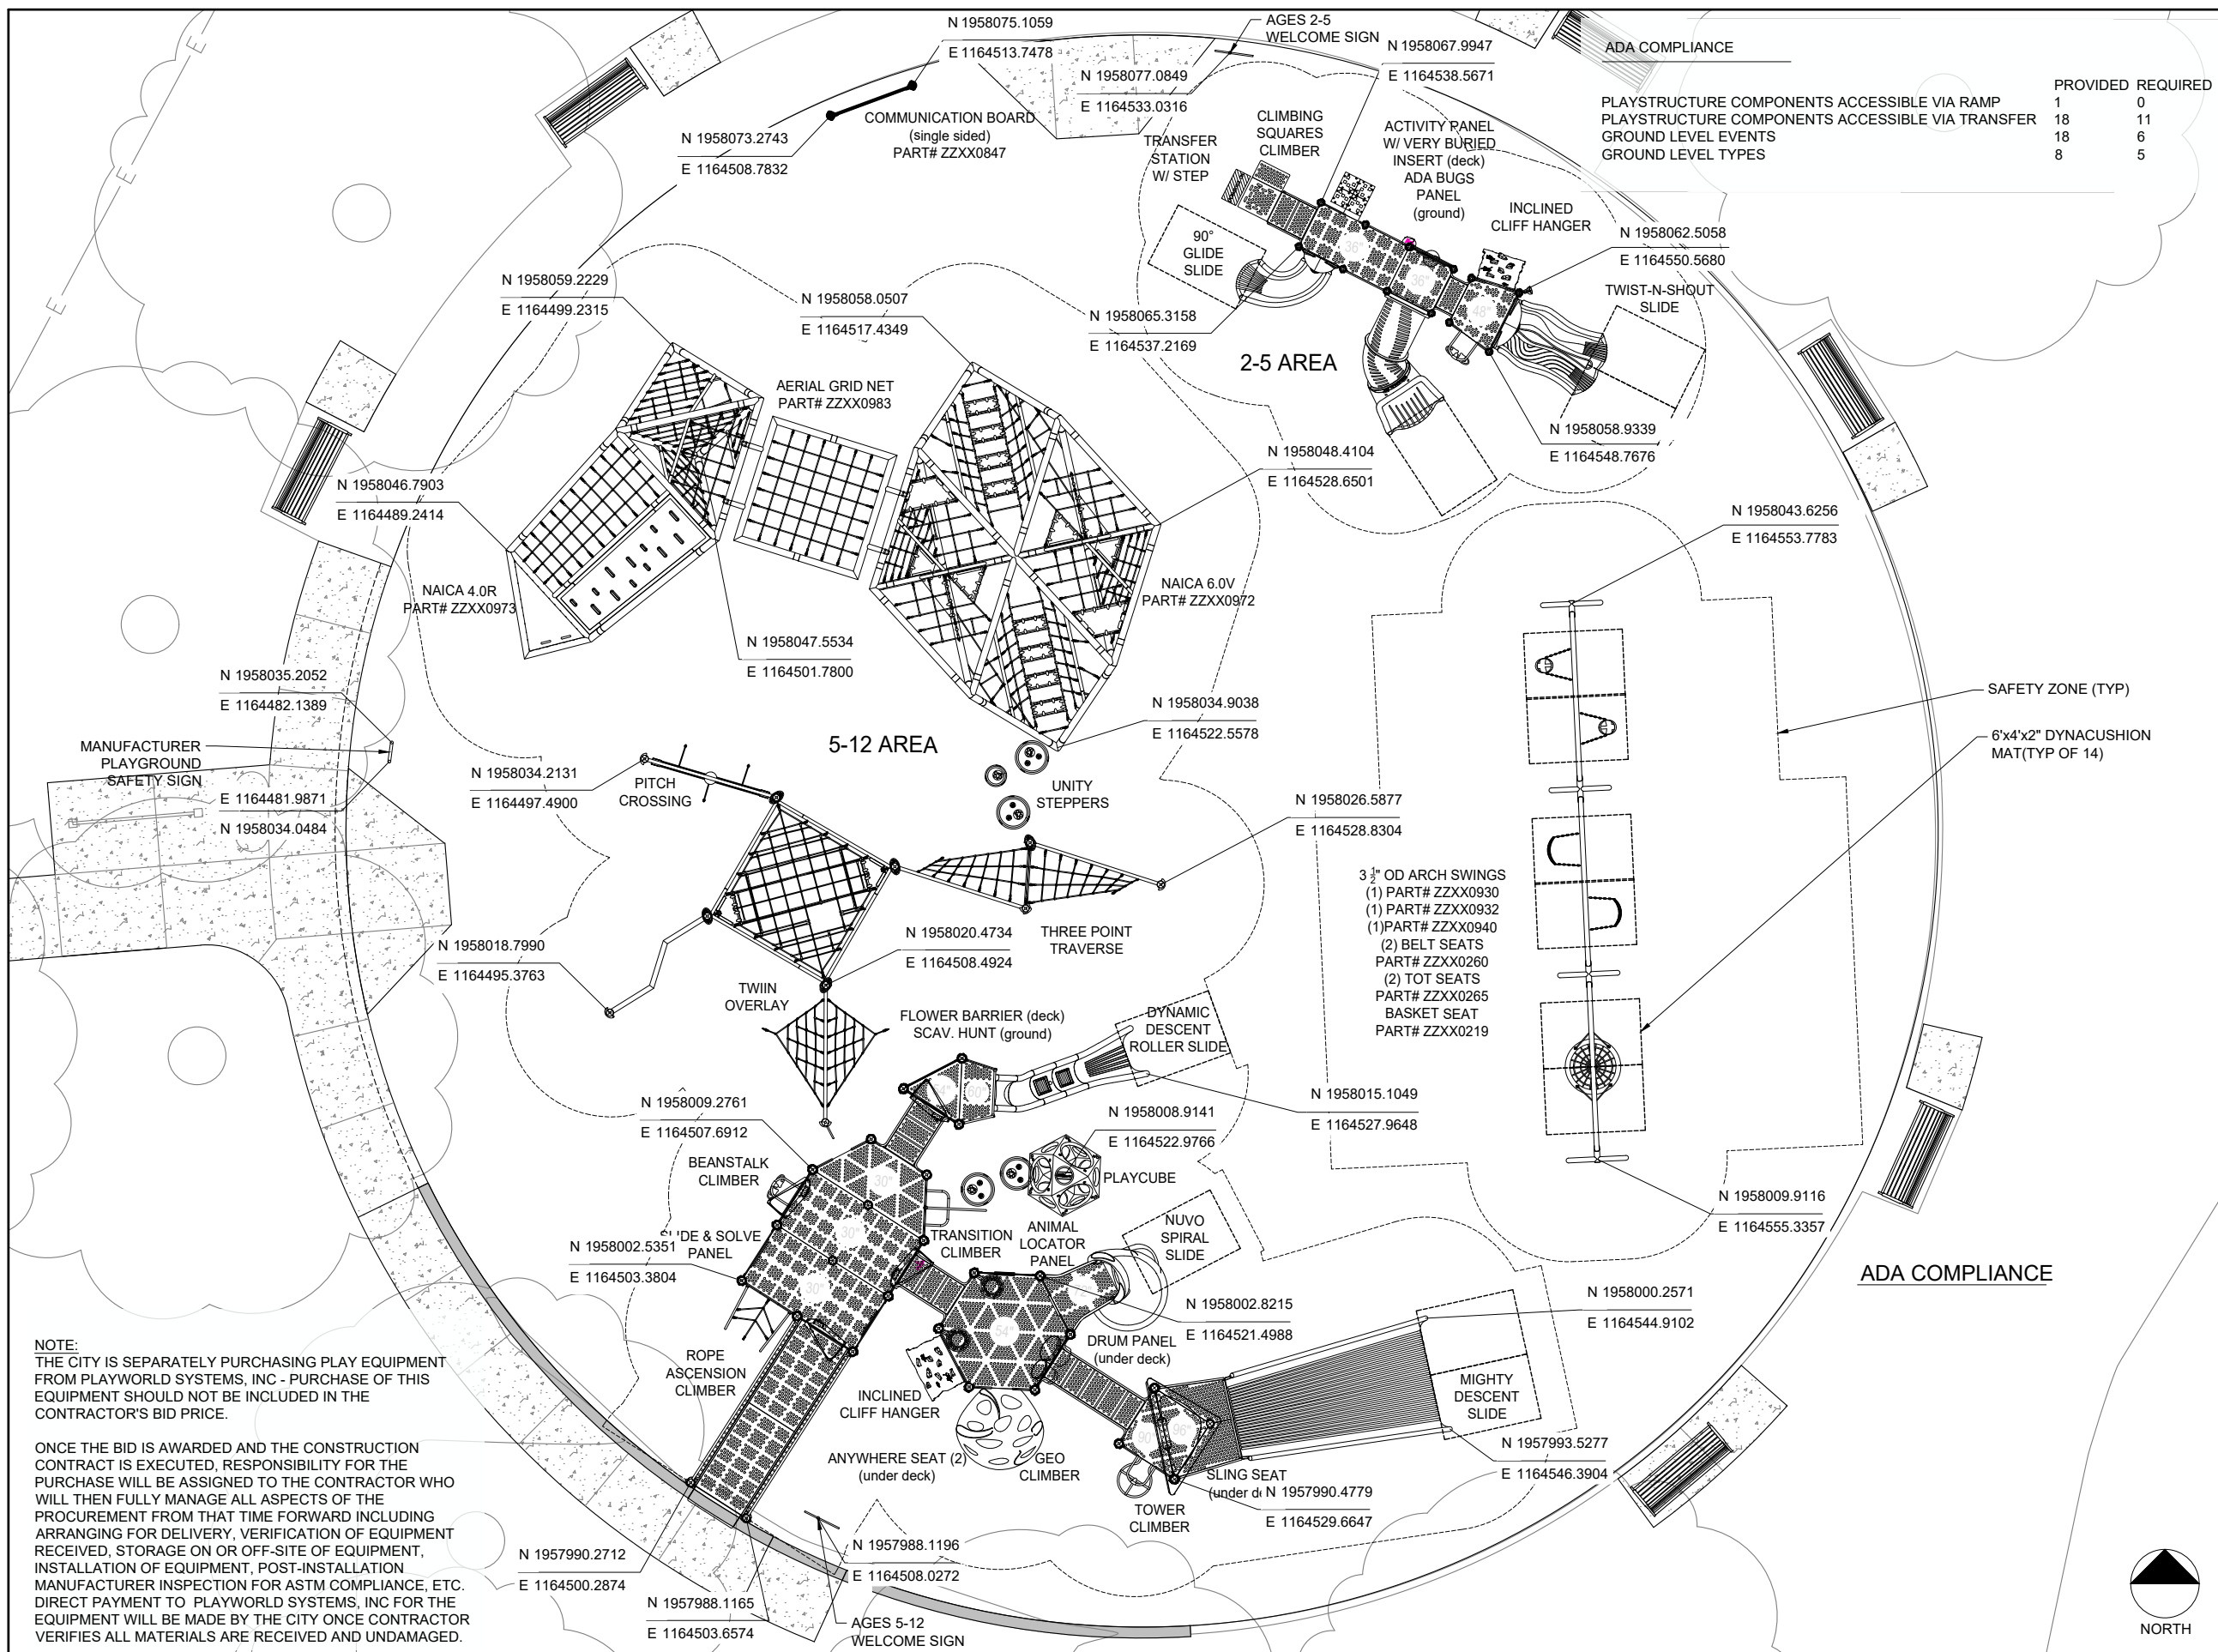 N 1958075.1059
E 1164513.7478
AGES 2-5
WELCOME SIGN
N 1958067.9947
E 1164538.5671
N 1958077.0849
E 1164533.0316
ADA COMPLIANCE
PROVIDED REQUIRED
PLAYSTRUCTURE COMPONENTS ACCESSIBLE VIA RAMP 1 0
PLAYSTRUCTURE COMPONENTS ACCESSIBLE VIA TRANSFER 18 11
GROUND LEVEL EVENTS 18 6
GROUND LEVEL TYPES 8 5
COMMUNICATION BOARD
(single sided)
PART# ZZXX0847
N 1958073.2743
E 1164508.7832
TRANSFER
STATION
W/ STEP
CLIMBING
SQUARES
CLIMBER
ACTIVITY PANEL
W/ VERY BURIED
INSERT (deck)
ADA BUGS
PANEL
(ground)
INCLINED
CLIFF HANGER
N 1958062.5058
E 1164550.5680
90°
GLIDE
SLIDE
36"
36"
48"
TWIST-N-SHOUT
SLIDE
E
E
E
E
N 1958059.2229
E 1164499.2315
N 1958058.0507
E 1164517.4349
N 1958065.3158
E 1164537.2169
2-5 AREA
AERIAL GRID NET
PART# ZZXX0983
N 1958058.9339
E 1164548.7676
N 1958048.4104
E 1164528.6501
N 1958046.7903
E 1164489.2414
N 1958043.6256
E 1164553.7783
NAICA 4.0R
PART# ZZXX0973
NAICA 6.0V
PART# ZZXX0972
N 1958047.5534
E 1164501.7800
N 1958035.2052
E 1164482.1389
SAFETY ZONE (TYP)
N 1958034.9038
E 1164522.5578
6'x4'x2" DYNACUSHION
MAT(TYP OF 14)
MANUFACTURER
PLAYGROUND
SAFETY SIGN
5-12 AREA
N 1958034.2131
E 1164497.4900
PITCH
CROSSING
UNITY
STEPPERS
E 1164481.9871
N 1958034.0484
N 1958026.5877
E 1164528.8304
3 1/2" OD ARCH SWINGS
(1) PART# ZZXX0930
(1) PART# ZZXX0932
(1)PART# ZZXX0940
(2) BELT SEATS
PART# ZZXX0260
(2) TOT SEATS
PART# ZZXX0265
BASKET SEAT
PART# ZZXX0219
N 1958018.7990
E 1164495.3763
N 1958020.4734
E 1164508.4924
THREE POINT
TRAVERSE
TWIIN
OVERLAY
FLOWER BARRIER (deck)
SCAV. HUNT (ground)
DYNAMIC
DESCENT
ROLLER SLIDE
60"
N 1958015.1049
E 1164527.9648
N 1958009.2761
E 1164507.6912
N 1958008.9141
E 1164522.9766
BEANSTALK
CLIMBER
30"
PLAYCUBE
N 1958009.9116
E 1164555.3357
N 1958002.5351
E 1164503.3804
DE & SOLVE
PANEL
30"
TRANSITION
CLIMBER
ANIMAL
LOCATOR
PANEL
NUVO
SPIRAL
SLIDE
30"
ADA COMPLIANCE
N 1958002.8215
E 1164521.4988
N 1958000.2571
E 1164544.9102
54"
DRUM PANEL
(under deck)
NOTE:
THE CITY IS SEPARATELY PURCHASING PLAY EQUIPMENT
FROM PLAYWORLD SYSTEMS, INC - PURCHASE OF THIS
EQUIPMENT SHOULD NOT BE INCLUDED IN THE
CONTRACTOR'S BID PRICE.
ONCE THE BID IS AWARDED AND THE CONSTRUCTION
CONTRACT IS EXECUTED, RESPONSIBILITY FOR THE
PURCHASE WILL BE ASSIGNED TO THE CONTRACTOR WHO
WILL THEN FULLY MANAGE ALL ASPECTS OF THE
PROCUREMENT FROM THAT TIME FORWARD INCLUDING
ARRANGING FOR DELIVERY, VERIFICATION OF EQUIPMENT
RECEIVED, STORAGE ON OR OFF-SITE OF EQUIPMENT,
INSTALLATION OF EQUIPMENT, POST-INSTALLATION
MANUFACTURER INSPECTION FOR ASTM COMPLIANCE, ETC.
DIRECT PAYMENT TO PLAYWORLD SYSTEMS, INC FOR THE
EQUIPMENT WILL BE MADE BY THE CITY ONCE CONTRACTOR
VERIFIES ALL MATERIALS ARE RECEIVED AND UNDAMAGED.
ROPE
ASCENSION
CLIMBER
INCLINED
CLIFF HANGER
MIGHTY
DESCENT
SLIDE
90"
96"
ANYWHERE SEAT (2)
(under deck)
GEO
CLIMBER
N 1957993.5277
E 1164546.3904
SLING SEAT
(under de
N 1957990.4779
E 1164529.6647
TOWER
CLIMBER
N 1957990.2712
E 1164500.2874
N 1957988.1196
E 1164508.0272
N 1957988.1165
E 1164503.6574
AGES 5-12
WELCOME SIGN
NORTH